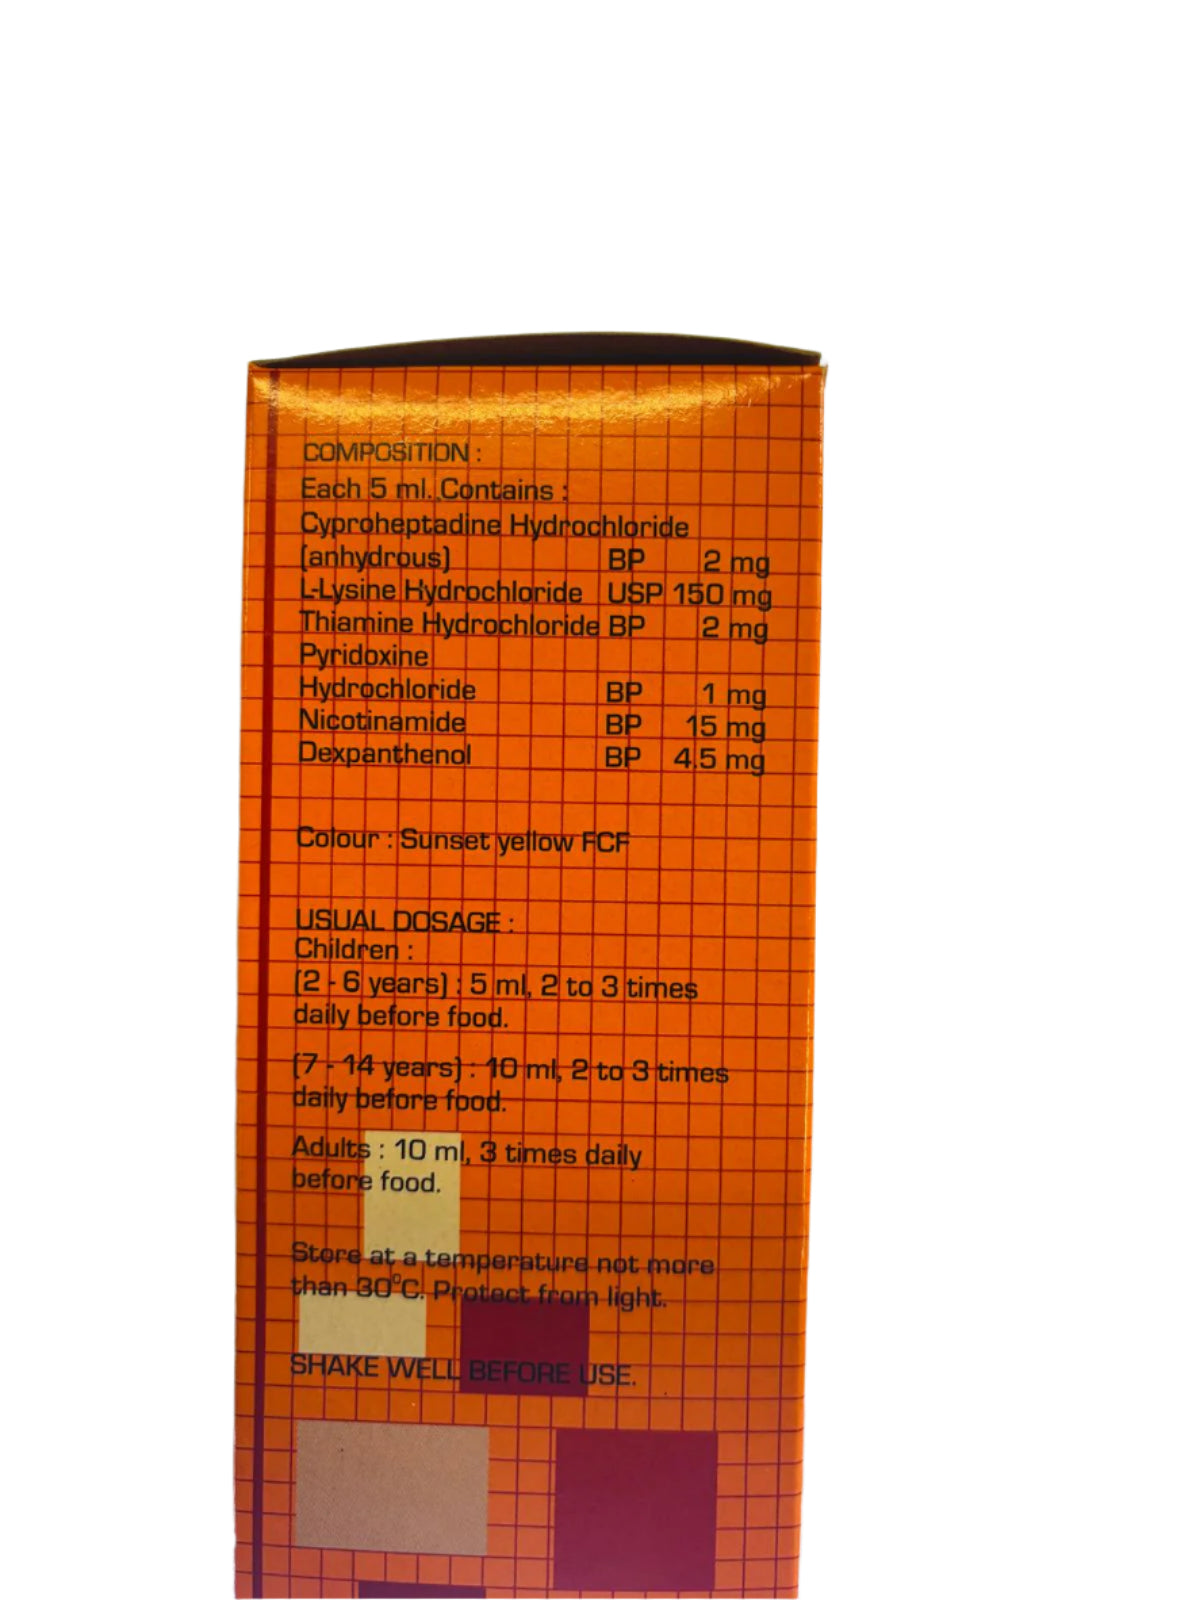 COMPOSITION :
Each 5 ml. Contains :
Cyproheptadine Hydrochloride
(anhydrous) BP 2 mg
L-Lysine Hydrochloride USP 150 mg
Thiamine Hydrochloride BP 2 mg
Pyridoxine
Hydrochloride BP 1 mg
Nicotinamide BP 15 mg
Dexpanthenol BP 4.5 mg
Colour : Sunset yellow FCF
USUAL DOSAGE :
Children :
(2 - 6 years) : 5 ml, 2 to 3 times
daily before food.
(7 - 14 years) : 10 ml, 2 to 3 times
daily before food.
Adults : 10 ml, 3 times daily
before food.
Store at a temperature not more
than 30°C. Protect from light.
SHAKE WELL BEFORE USE.